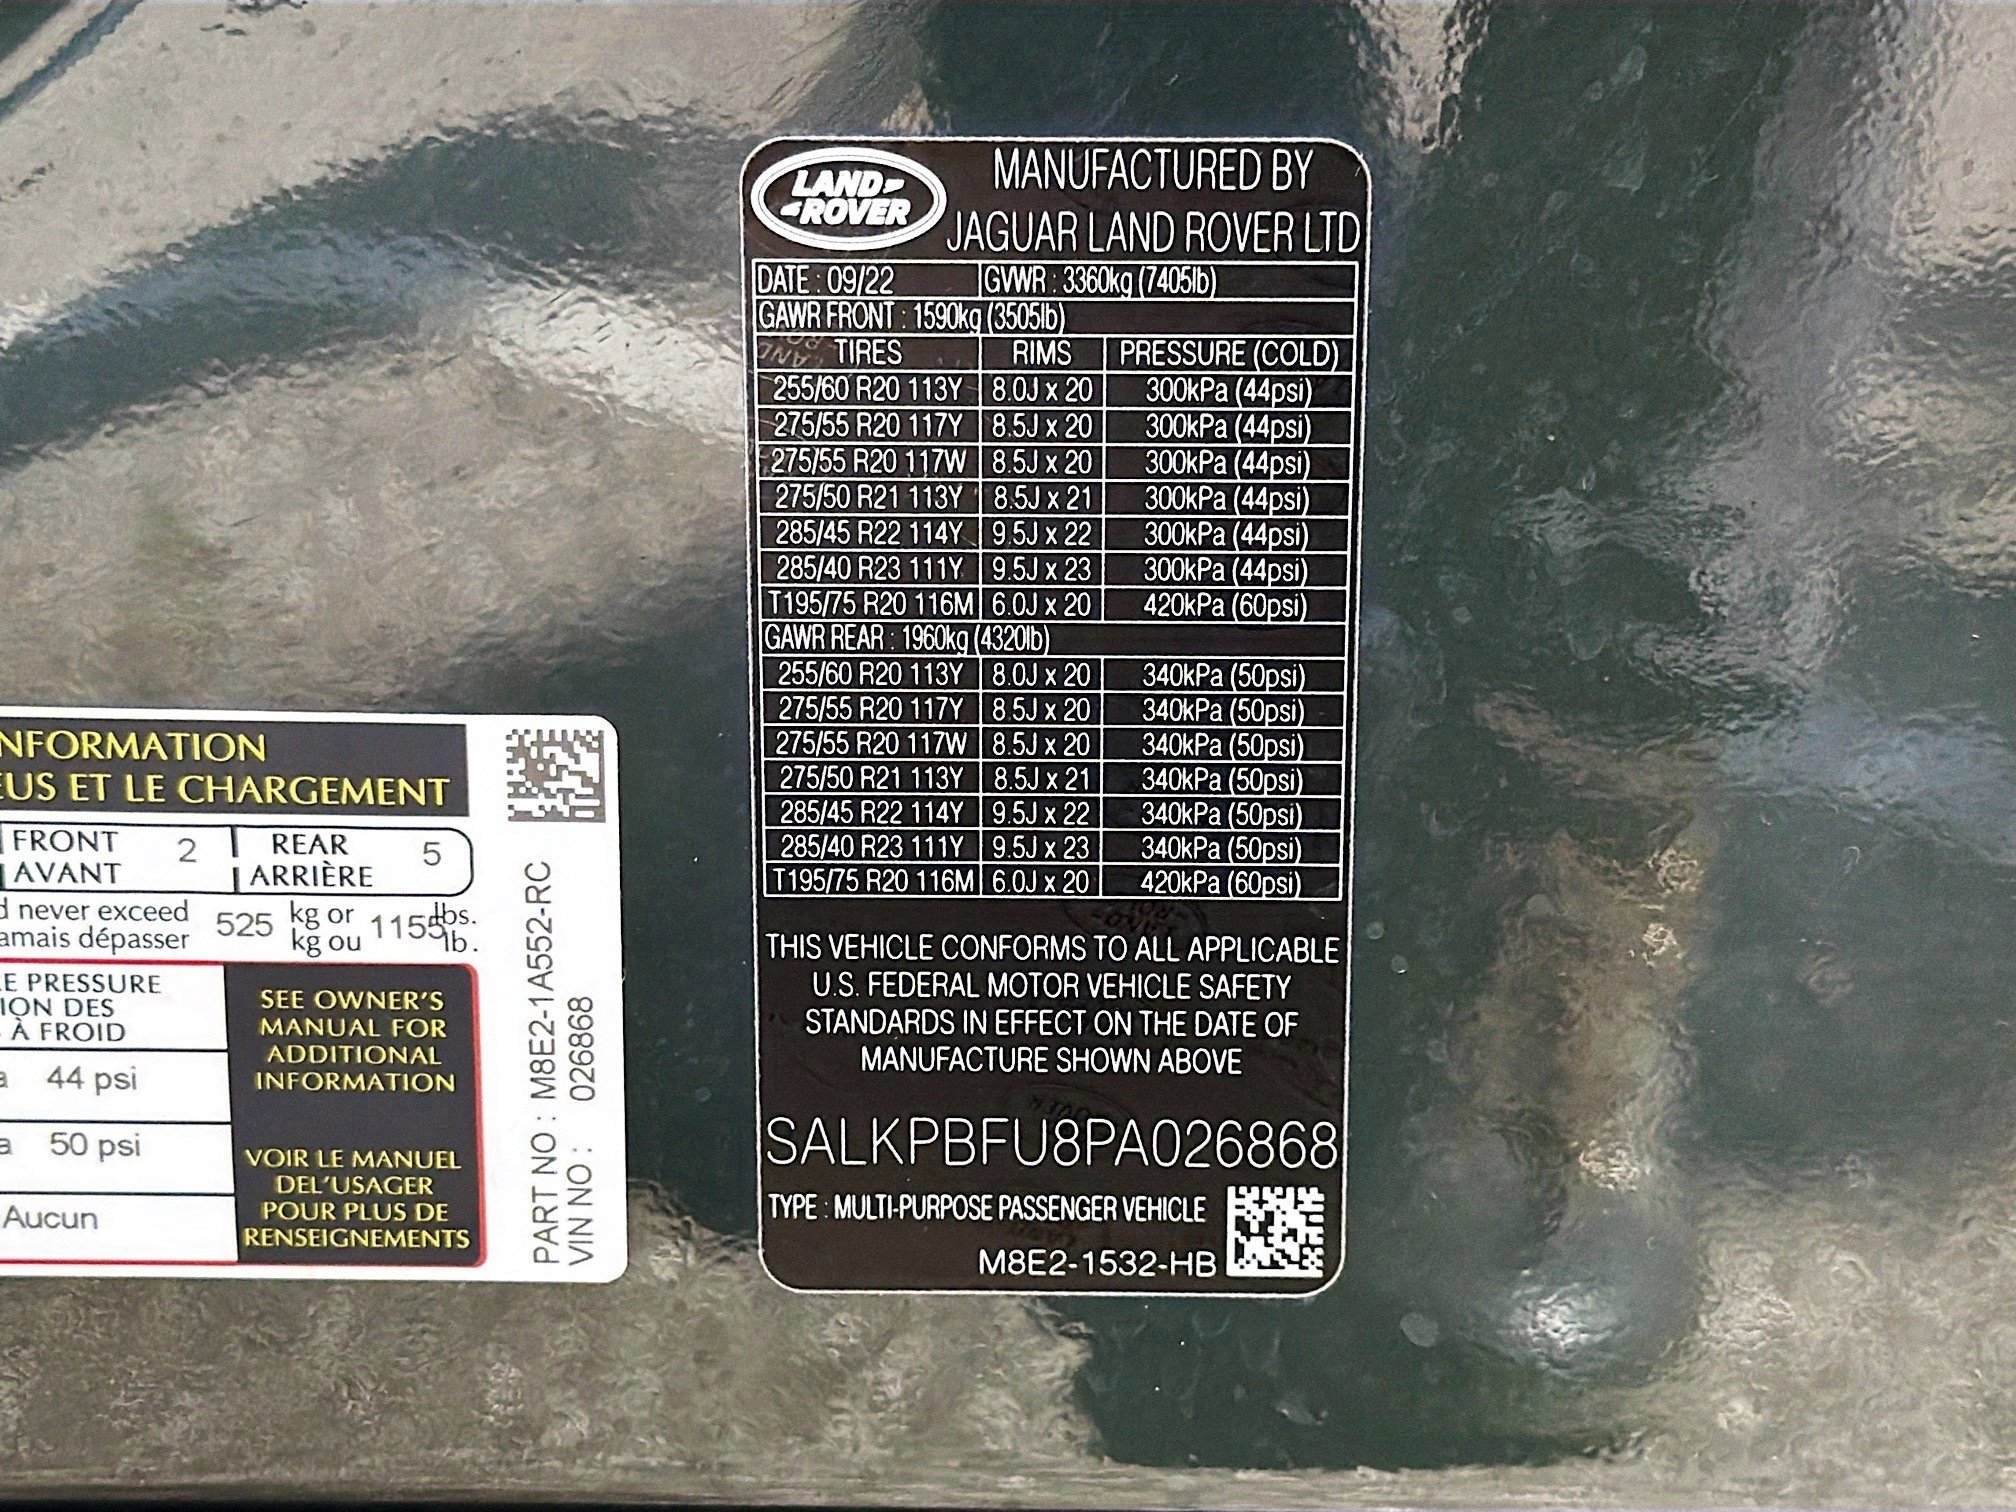 NFORMATION
EUS ET LE CHARGEMENT
FRONT 2 REAR 5
AVANT ARRIÈRE
never exceed 525 kg or 1155 lbs.
amais dépasser kg ou lb.
E PRESSURE
ION DES
À FROID
44 psi
50 psi
Aucun
SEE OWNER'S
MANUAL FOR
ADDITIONAL
INFORMATION
VOIR LE MANUEL
DEL'USAGER
POUR PLUS DE
RENSEIGNEMENTS
PART NO : M8E2-1A552-RC
VIN NO : 026868
LAND
ROVER
MANUFACTURED BY
JAGUAR LAND ROVER LTD
DATE : 09/22 GVWR : 3360kg (7405lb)
GAWR FRONT : 1590kg (3505lb)
TIRES RIMS PRESSURE (COLD)
255/60 R20 113Y 8.0J x 20 300kPa (44psi)
275/55 R20 117Y 8.5J x 20 300kPa (44psi)
275/55 R20 117W 8.5J x 20 300kPa (44psi)
275/50 R21 113Y 8.5J x 21 300kPa (44psi)
285/45 R22 114Y 9.5J x 22 300kPa (44psi)
285/40 R23 111Y 9.5J x 23 300kPa (44psi)
T195/75 R20 116M 6.0J x 20 420kPa (60psi)
GAWR REAR : 1960kg (4320lb)
255/60 R20 113Y 8.0J x 20 340kPa (50psi)
275/55 R20 117Y 8.5J x 20 340kPa (50psi)
275/55 R20 117W 8.5J x 20 340kPa (50psi)
275/50 R21 113Y 8.5J x 21 340kPa (50psi)
285/45 R22 114Y 9.5J x 22 340kPa (50psi)
285/40 R23 111Y 9.5J x 23 340kPa (50psi)
T195/75 R20 116M 6.0J x 20 420kPa (60psi)
THIS VEHICLE CONFORMS TO ALL APPLICABLE
U.S. FEDERAL MOTOR VEHICLE SAFETY
STANDARDS IN EFFECT ON THE DATE OF
MANUFACTURE SHOWN ABOVE
SALKPBFU8PA026868
TYPE : MULTI-PURPOSE PASSENGER VEHICLE
M8E2-1532-HB